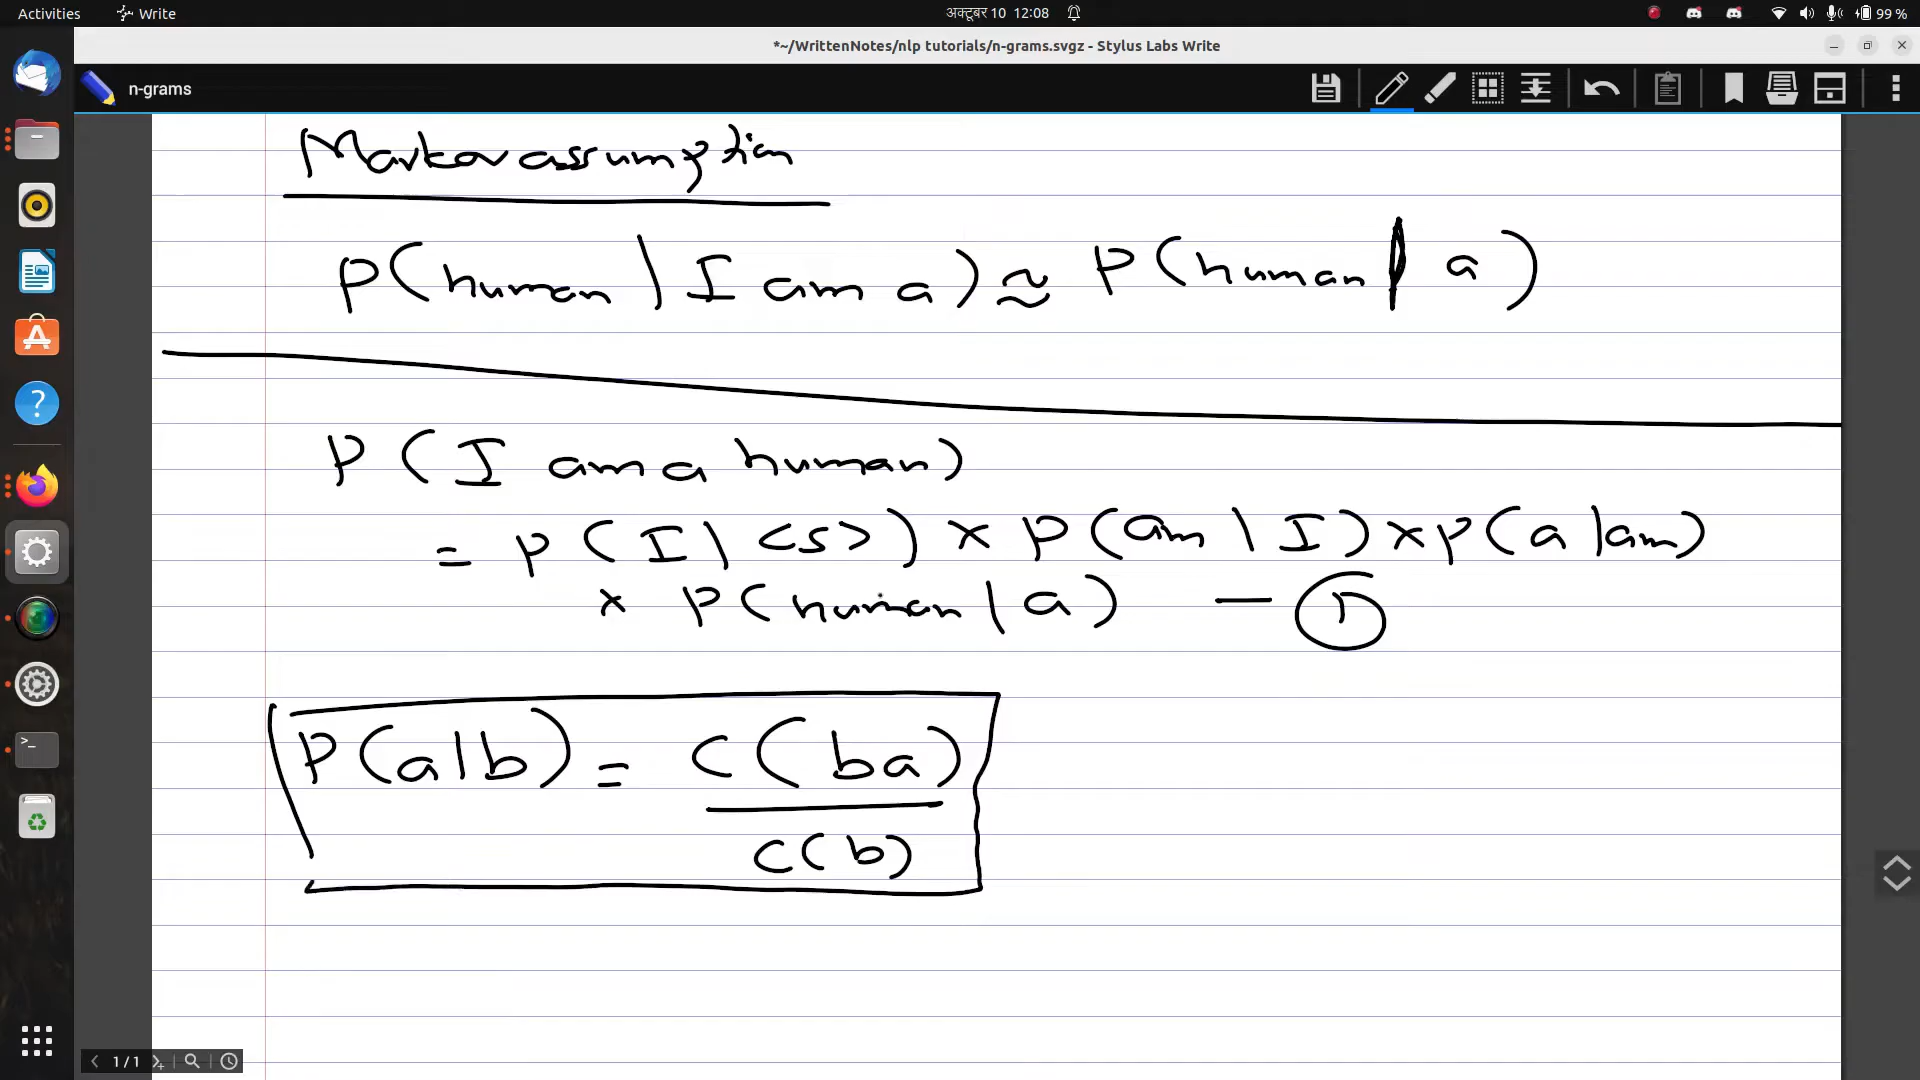 Activities Write अक्टूबर 10 12:08 99 %
*~/WrittenNotes/nlp tutorials/n-grams.svgz - Stylus Labs Write
n-grams
Markov assumption
P(human | I am a) ≈ P(human | a)
P(I am a human)
= P(I | <s>) × P(am | I) × P(a | am)
× P(human | a) — ①
P(a|b) = C(ba)
C(b)
1 / 1